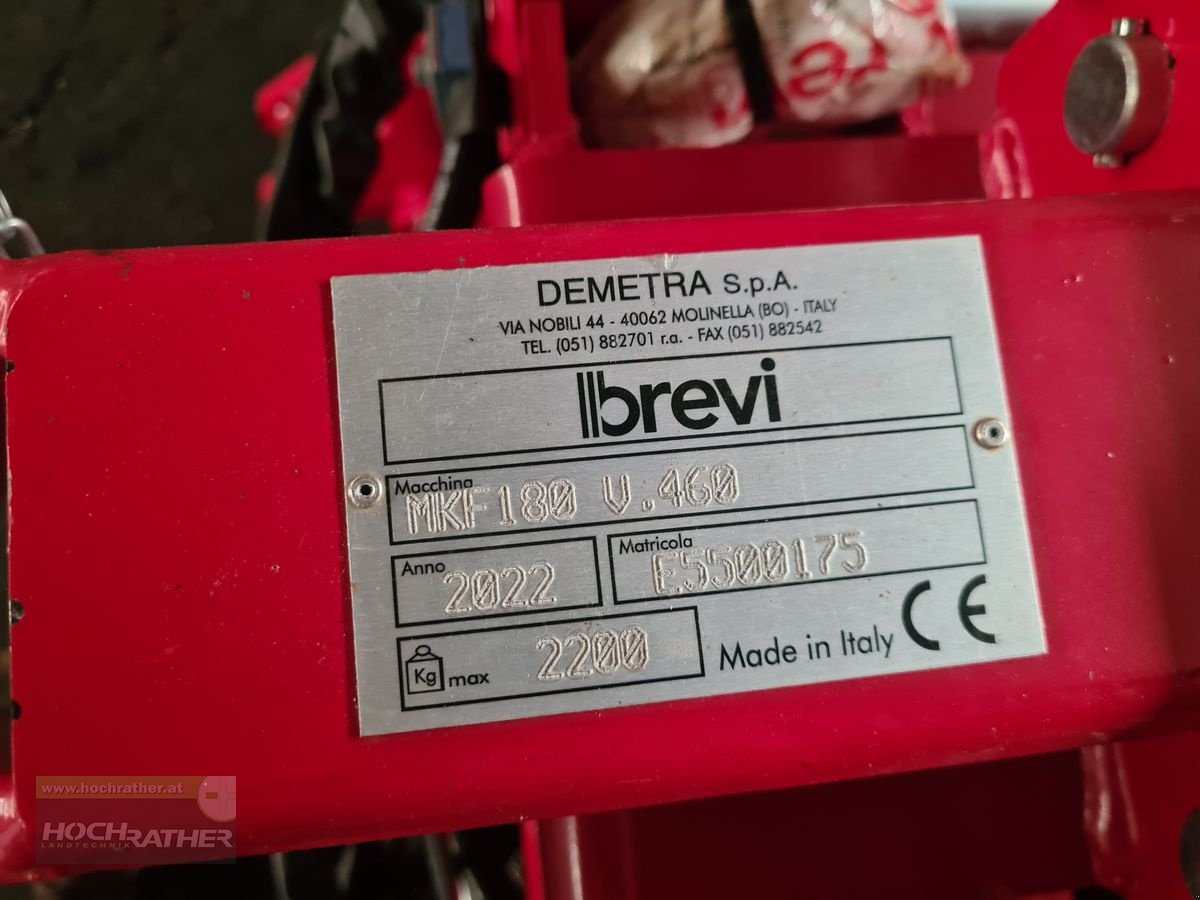 DEMETRA S.p.A.
VIA NOBILI 44 - 40062 MOLINELLA (BO) - ITALY
TEL. (051) 882701 r.a. - FAX (051) 882542
brevi
Macchina
MKF180 V.460
Anno
2022
Matricola
E5500175
Kg max
2200
Made in Italy
CE
www.hochrather.at
HOCHRATHER
LANDTECHNIK